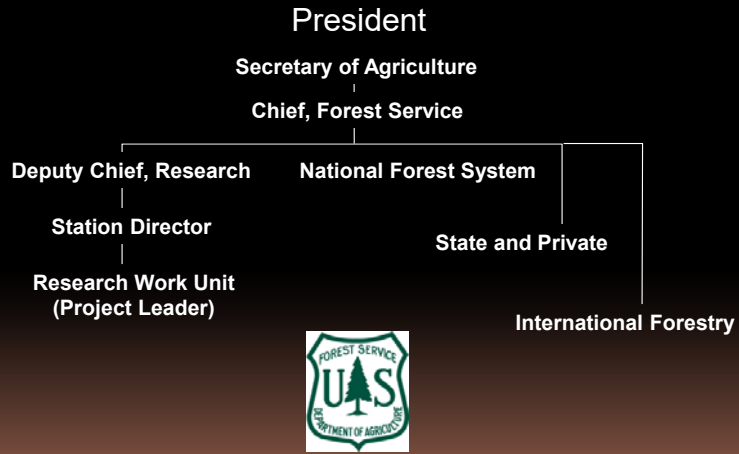 President
Secretary of Agriculture
Chief, Forest Service
Deputy Chief, Research
National Forest System
Station Director
State and Private
Research Work Unit
(Project Leader)
International Forestry
FOREST SERVICE
US
DEPARTMENT OF AGRICULTURE